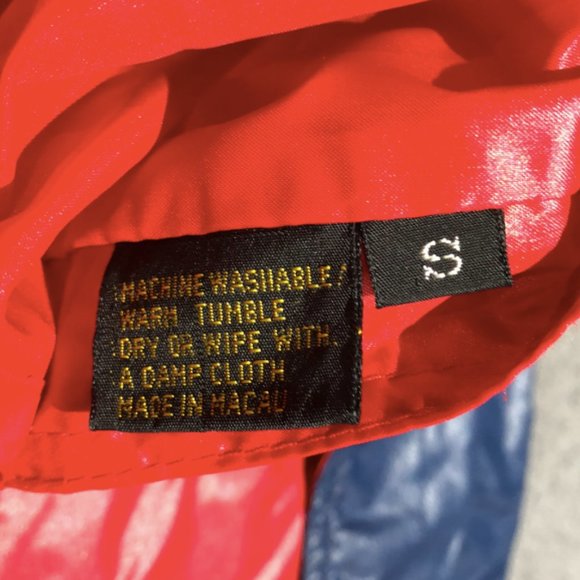 MACHINE WASHABLE/
WARM TUMBLE
DRY OR WIPE WITH
A DAMP CLOTH
MADE IN MACAU
S